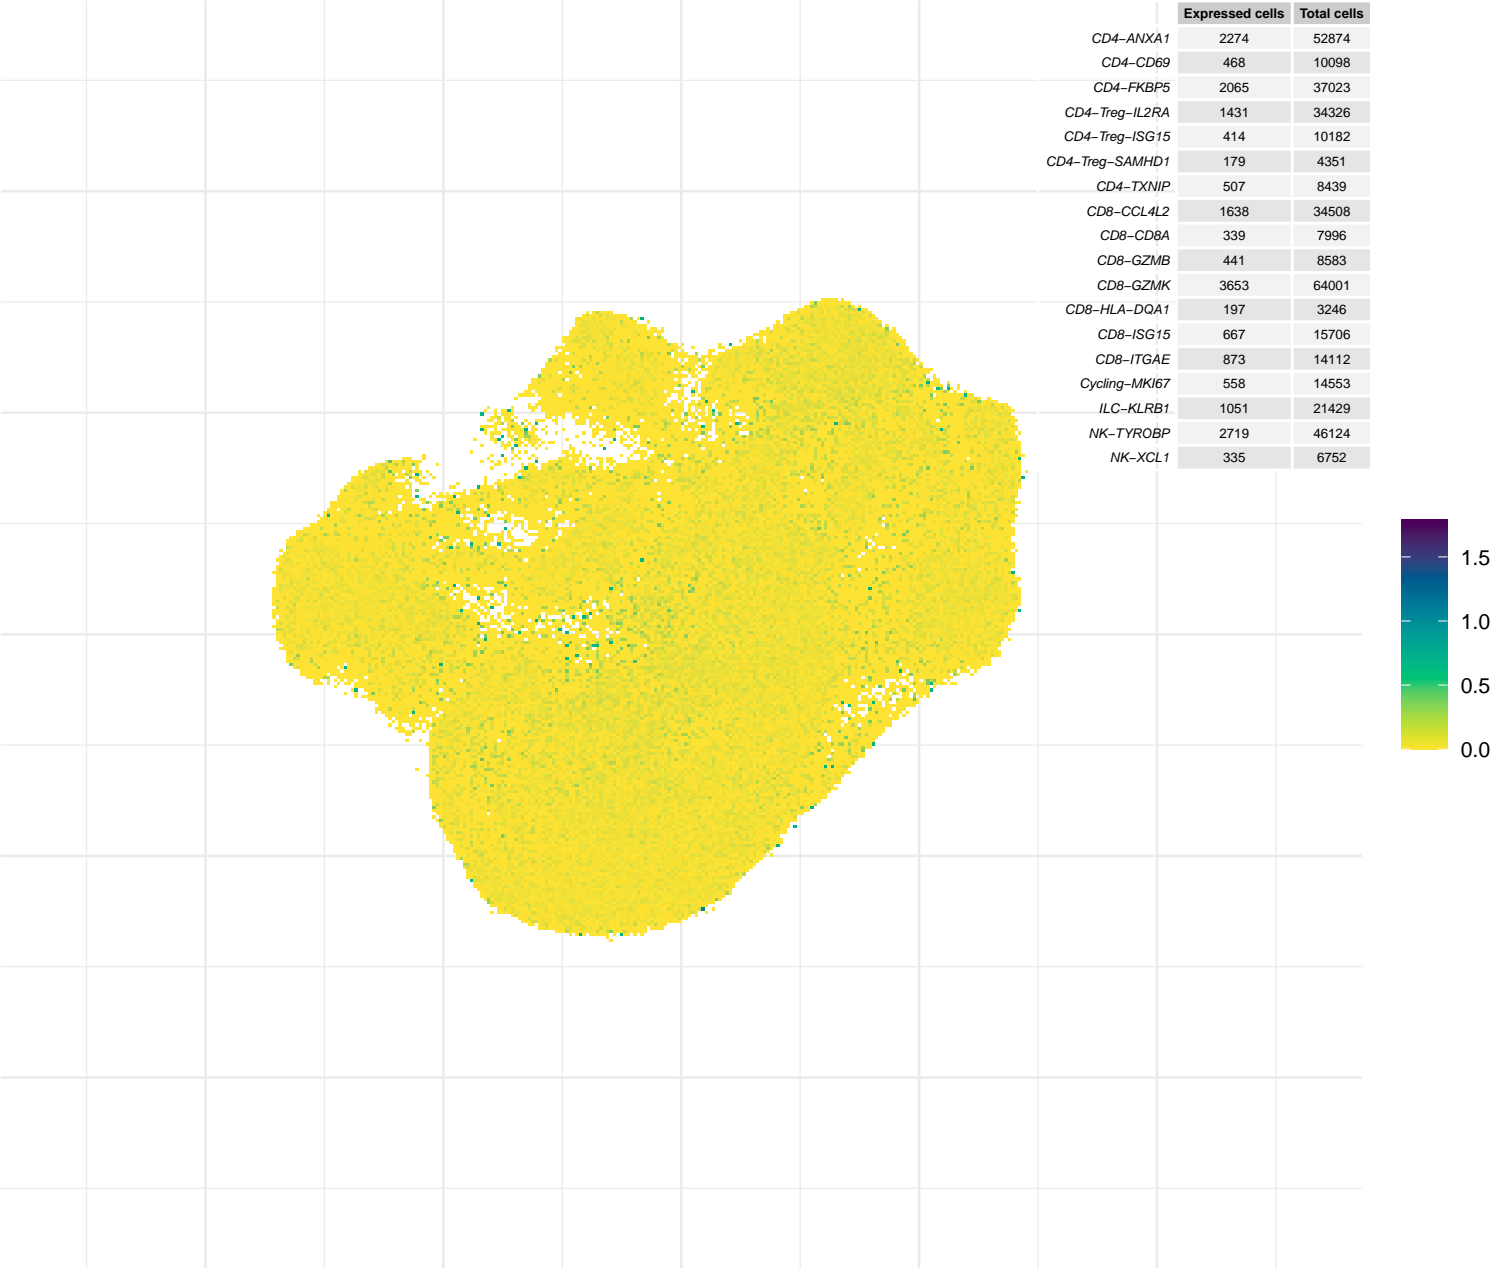 Expressed cells Total cells
CD4−ANXA1 2274 52874
CD4−CD69 468 10098
CD4−FKBP5 2065 37023
CD4−Treg−IL2RA 1431 34326
CD4−Treg−ISG15 414 10182
CD4−Treg−SAMHD1 179 4351
CD4−TXNIP 507 8439
CD8−CCL4L2 1638 34508
CD8−CD8A 339 7996
CD8−GZMB 441 8583
CD8−GZMK 3653 64001
CD8−HLA−DQA1 197 3246
CD8−ISG15 667 15706
CD8−ITGAE 873 14112
Cycling−MKI67 558 14553
ILC−KLRB1 1051 21429
NK−TYROBP 2719 46124
NK−XCL1 335 6752
1.5
1.0
0.5
0.0